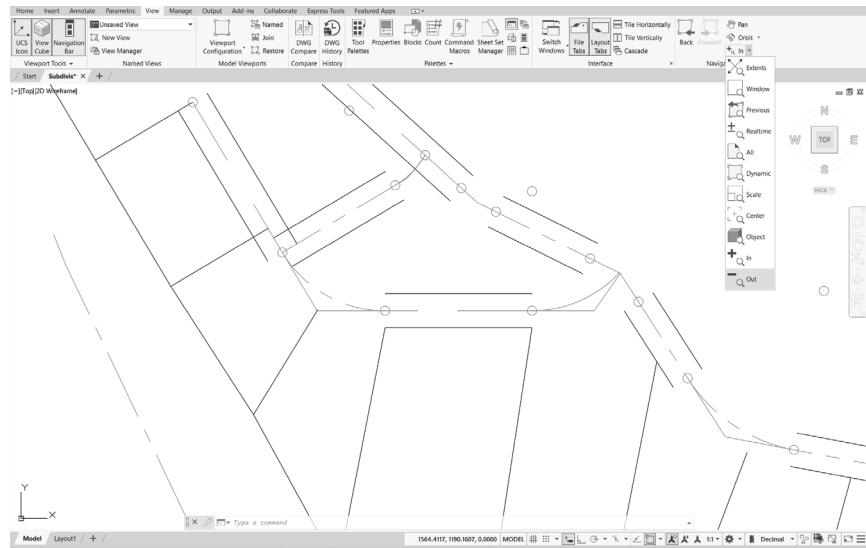 Home Insert Annotate Parametric View Manage Output Add-ins Collaborate Express Tools Featured Apps
UCS Icon
View Cube
Navigation Bar
Viewport Tools
Unsaved View
New View
View Manager
Named Views
Viewport Configuration
Named
Join
Restore
Model Viewports
DWG Compare
Compare
DWG History
History
Tool Palettes
Properties
Blocks
Count
Command Macros
Sheet Set Manager
Palettes
Switch Windows
File Tabs
Layout Tabs
Tile Horizontally
Tile Vertically
Cascade
Interface
Back
Forward
Pan
Orbit
In
Navig
Start Subdivis* × +
[−][Top][2D Wireframe]
Extents
Window
Previous
Realtime
All
Dynamic
Scale
Center
Object
In
Out
N
W TOP E
S
WCS
Y
X
Type a command
Model Layout1 +
1564.4117, 1190.1607, 0.0000 MODEL 1:1 Decimal